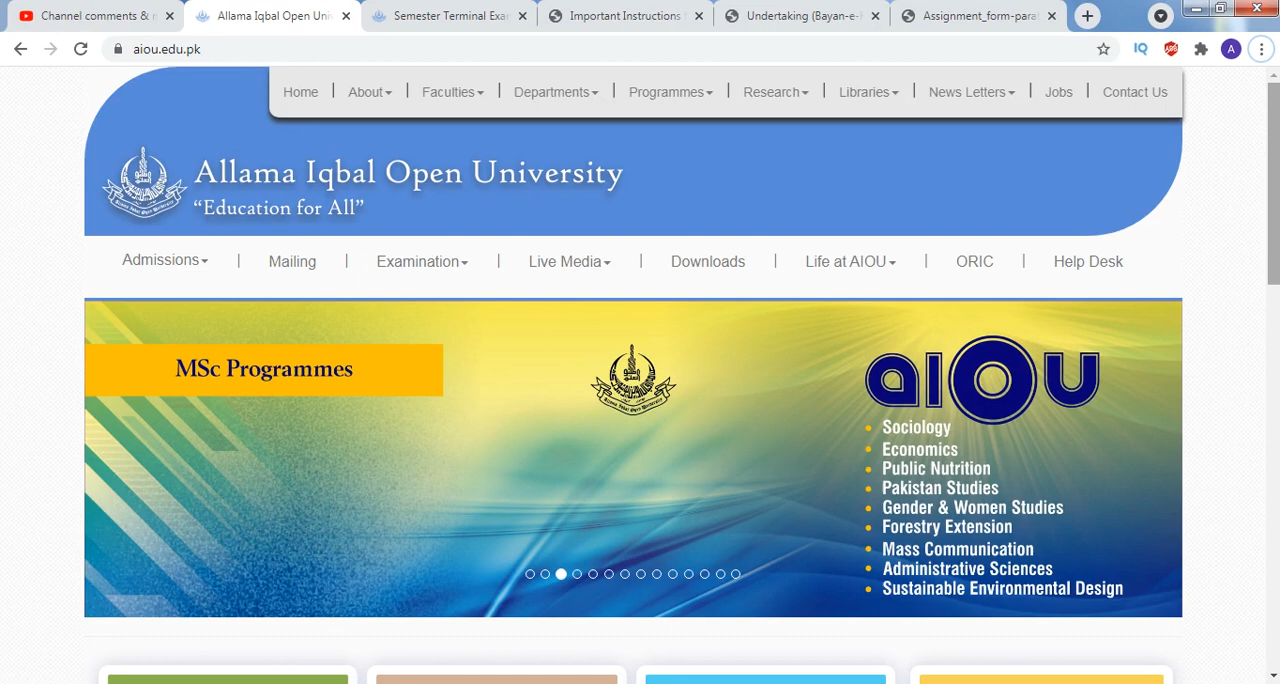 Channel comments &
Allama Iqbal Open Uni
Semester Terminal Exa
Important Instructions
Undertaking (Bayan-e-
Assignment_form-para
aiou.edu.pk
IQ
A
Home | About | Faculties | Departments | Programmes | Research | Libraries | News Letters | Jobs | Contact Us
Allama Iqbal Open University
“Education for All”
Admissions | Mailing | Examination | Live Media | Downloads | Life at AIOU | ORIC | Help Desk
MSc Programmes
aIOU
• Sociology
• Economics
• Public Nutrition
• Pakistan Studies
• Gender & Women Studies
• Forestry Extension
• Mass Communication
• Administrative Sciences
• Sustainable Environmental Design